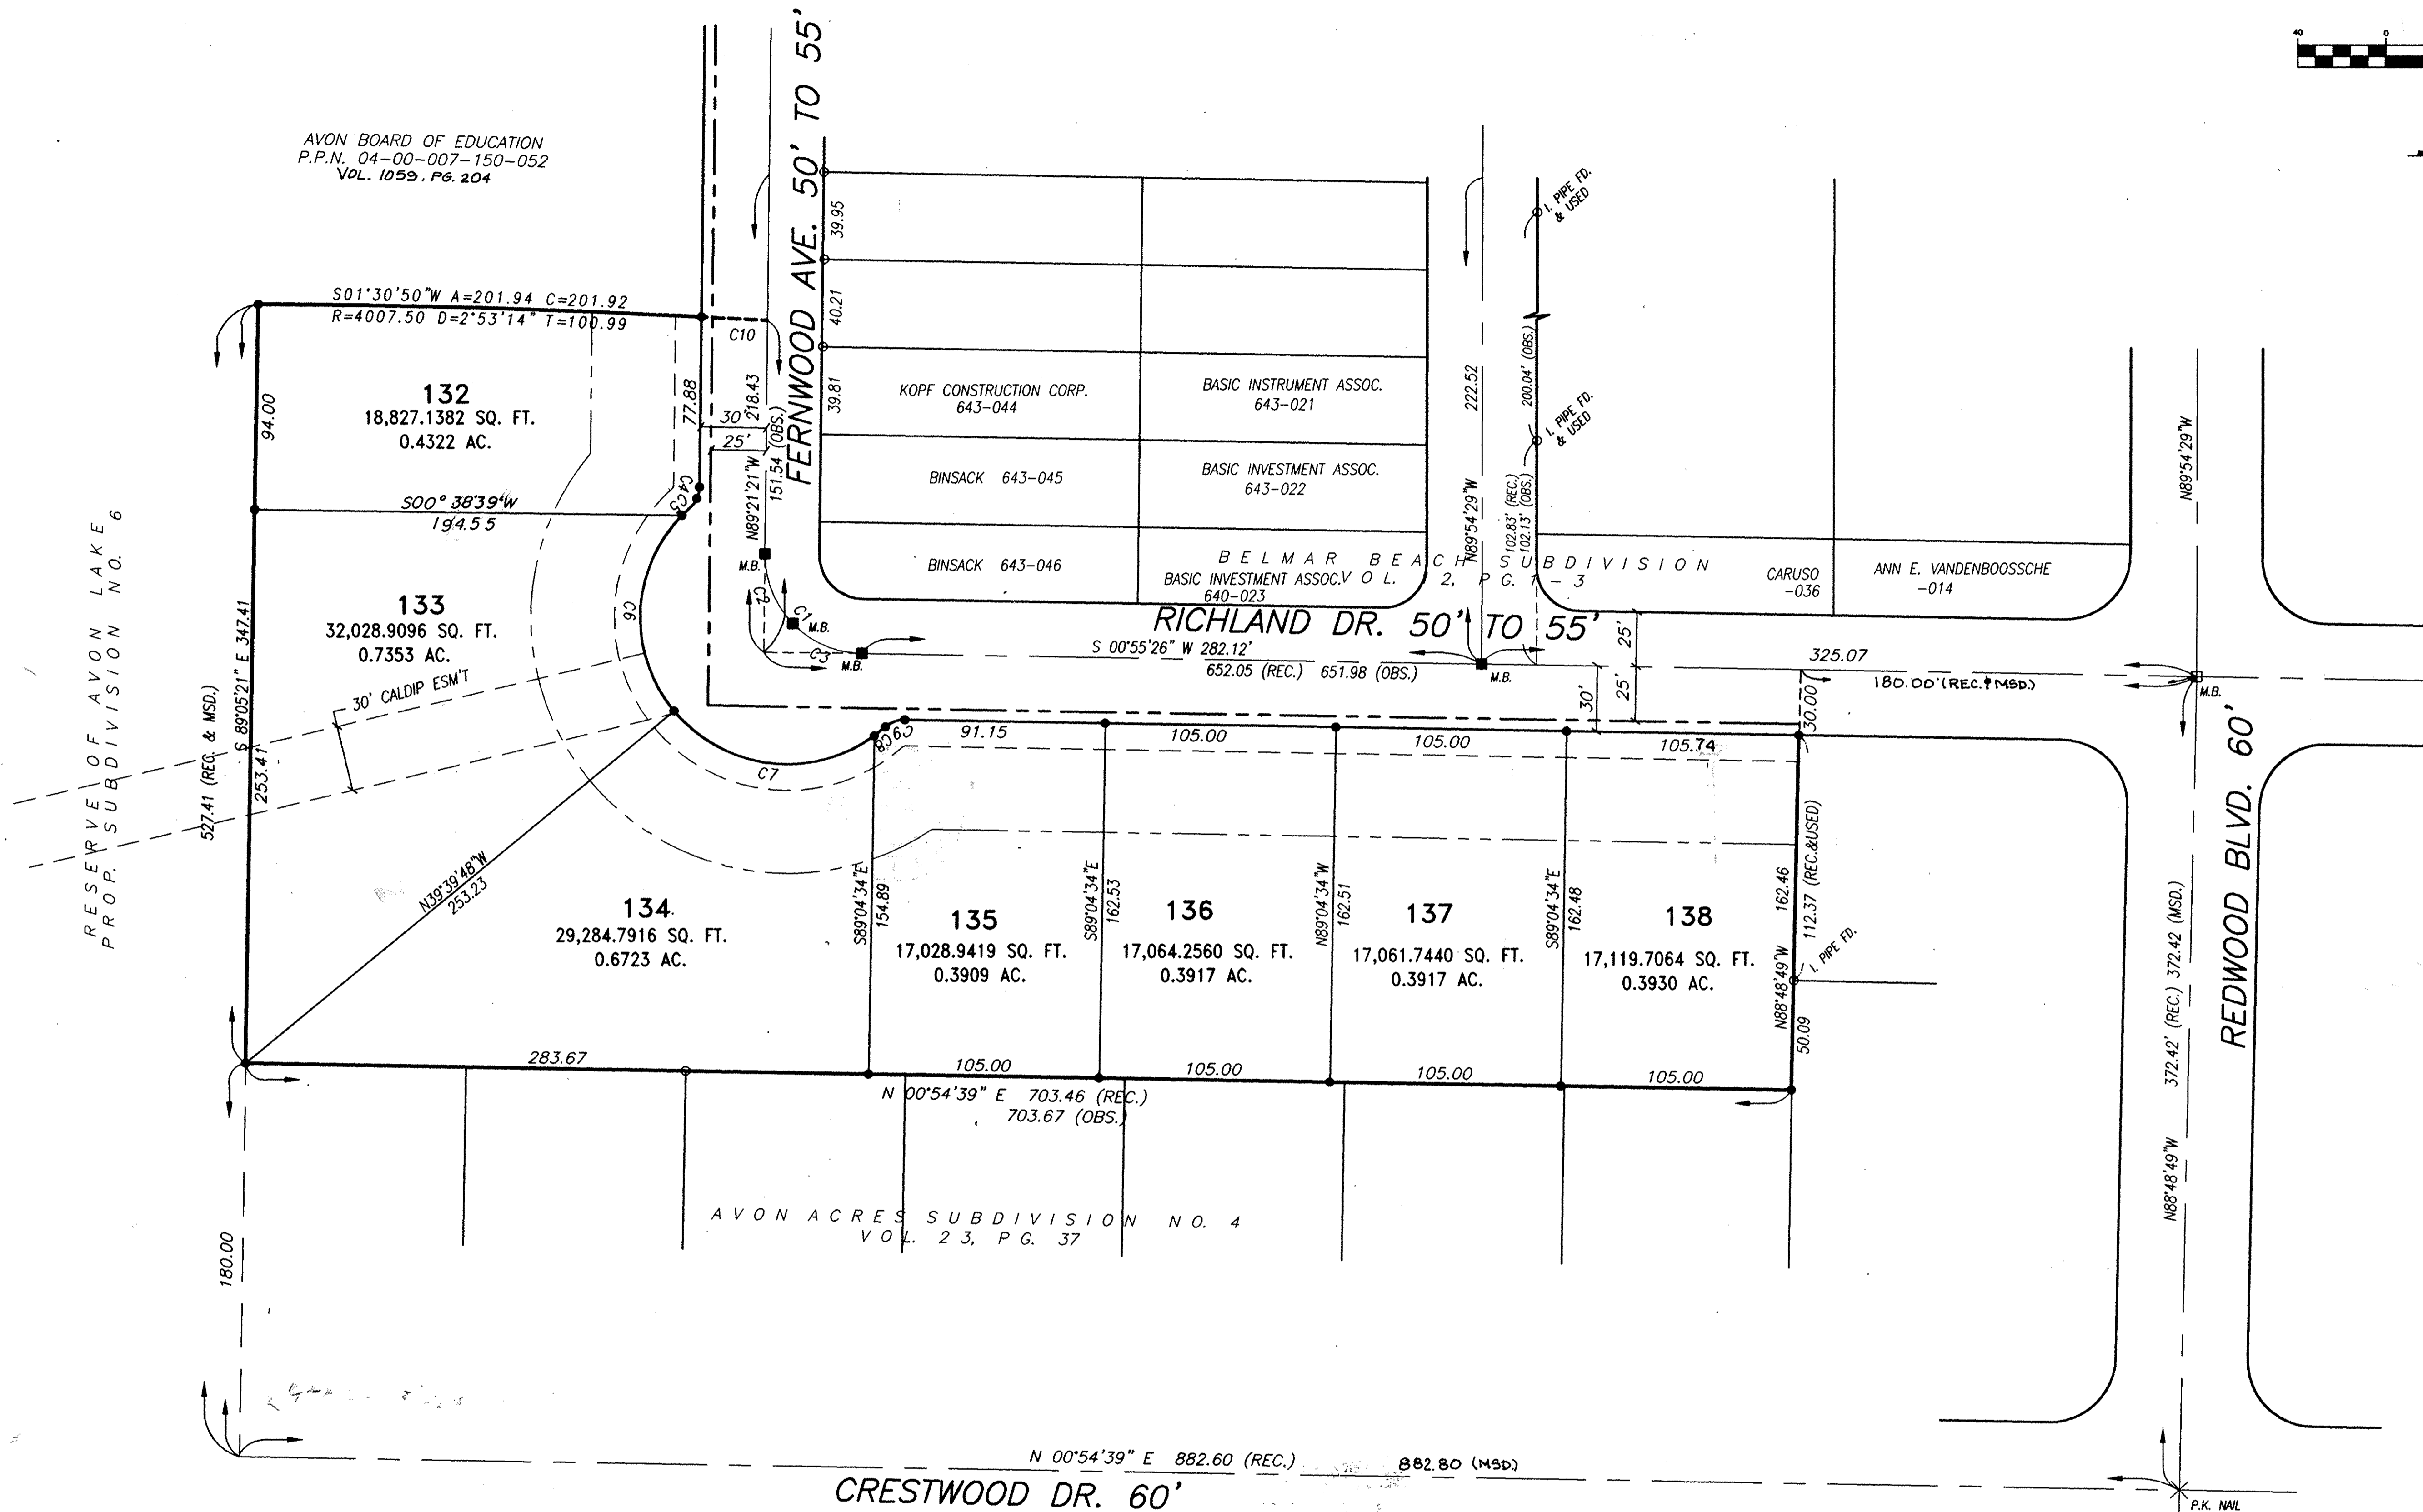 40 0
AVON BOARD OF EDUCATION
P.P.N. 04-00-007-150-052
VOL. 1059, PG. 204
FERNWOOD AVE. 50' TO 55'
39.95
40.21
39.81
I. PIPE FD.
& USED
S01°30'50"W A=201.94 C=201.92
R=4007.50 D=2°53'14" T=100.99
C10
94.00
132
18,827.1382 SQ. FT.
0.4322 AC.
77.88
30'
25'
218.43
151.54 (OBS.)
N89°21'21"W
KOPF CONSTRUCTION CORP.
643-044
BASIC INSTRUMENT ASSOC.
643-021
222.52
N89°54'29"W
200.04' (OBS.)
I. PIPE FD.
& USED
102.83' (REC.)
102.13' (OBS.)
N89°54'29"W
BINSACK 643-045
BASIC INVESTMENT ASSOC.
643-022
S00°38'39"W
194.55
C4
C5
BINSACK 643-046
BELMAR BEACH SUBDIVISION
VOL. 12, PG. 1-3
BASIC INVESTMENT ASSOC.
640-023
CARUSO
-036
ANN E. VANDENBOOSSCHE
-014
M.B.
C2
C1
M.B.
C3
M.B.
RESERVE OF AVON LAKE
PROP. SUBDIVISION NO. 6
133
32,028.9096 SQ. FT.
0.7353 AC.
C6
RICHLAND DR. 50' TO 55'
S 00°55'26" W 282.12'
652.05 (REC.) 651.98 (OBS.)
M.B.
25'
25'
30'
325.07
180.00' (REC. & MSD.)
30.00
M.B.
30' CALDIP ESM'T
S 89°05'21" E 347.41
527.41 (REC. & MSD.)
253.41
C7
C8
C9
91.15
105.00
105.00
105.74
REDWOOD BLVD. 60'
N39°39'48"W
253.23
134
29,284.7916 SQ. FT.
0.6723 AC.
S89°04'34"E
154.89
135
17,028.9419 SQ. FT.
0.3909 AC.
S89°04'34"E
162.53
136
17,064.2560 SQ. FT.
0.3917 AC.
N89°04'34"W
162.51
137
17,061.7440 SQ. FT.
0.3917 AC.
S89°04'34"E
162.48
138
17,119.7064 SQ. FT.
0.3930 AC.
N88°48'49"W
162.46
112.37 (REC.&USED)
I. PIPE FD.
50.09
N88°48'49"W 372.42' (REC.) 372.42 (MSD.)
283.67
105.00
105.00
105.00
105.00
N 00°54'39" E 703.46 (REC.)
703.67 (OBS.)
AVON ACRES SUBDIVISION NO. 4
VOL. 23, PG. 37
180.00
N 00°54'39" E 882.60 (REC.) 882.80 (MSD.)
CRESTWOOD DR. 60'
P.K. NAIL